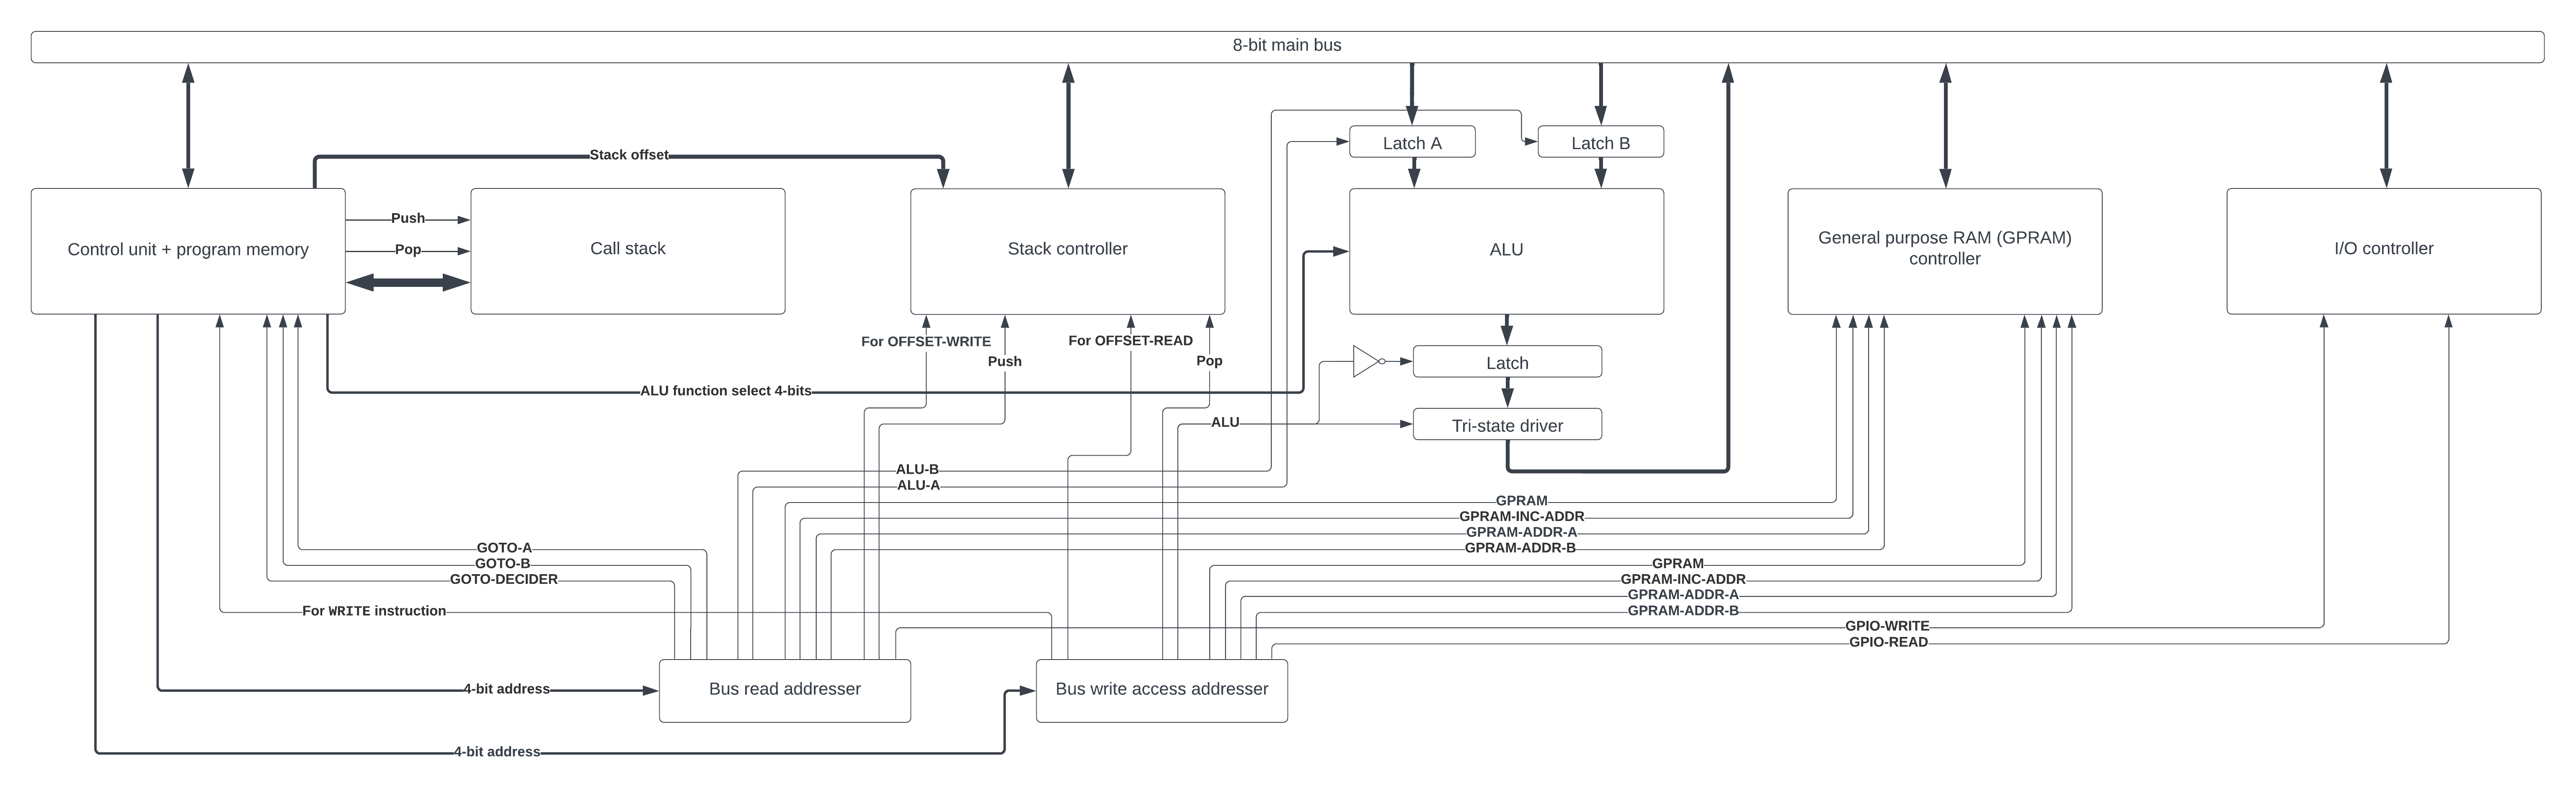 8-bit main bus
Latch A
Latch B
Stack offset
Control unit + program memory
Push
Pop
Call stack
Stack controller
ALU
General purpose RAM (GPRAM)
controller
I/O controller
For OFFSET-WRITE
Push
For OFFSET-READ
Pop
Latch
ALU function select 4-bits
ALU
Tri-state driver
ALU-B
ALU-A
GPRAM
GPRAM-INC-ADDR
GPRAM-ADDR-A
GPRAM-ADDR-B
GOTO-A
GOTO-B
GOTO-DECIDER
GPRAM
GPRAM-INC-ADDR
GPRAM-ADDR-A
GPRAM-ADDR-B
For WRITE instruction
GPIO-WRITE
GPIO-READ
4-bit address
Bus read addresser
Bus write access addresser
4-bit address